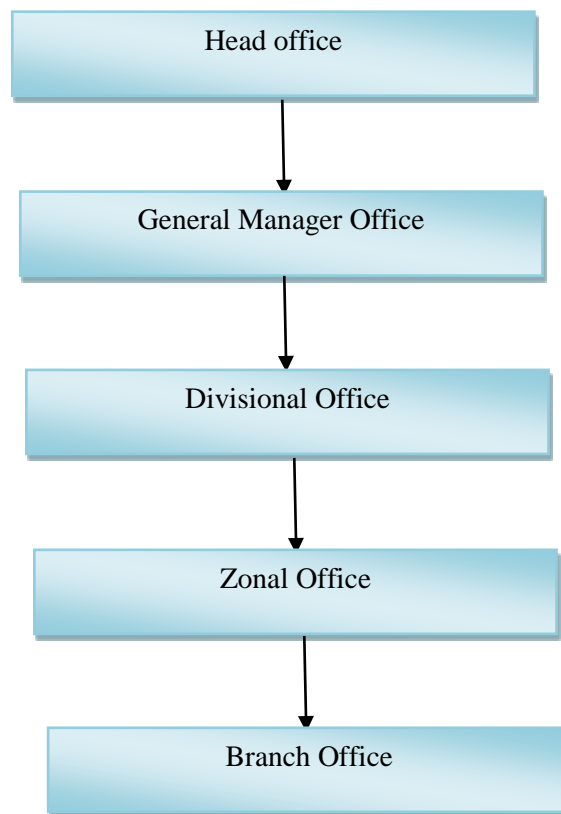 Head office
General Manager Office
Divisional Office
Zonal Office
Branch Office